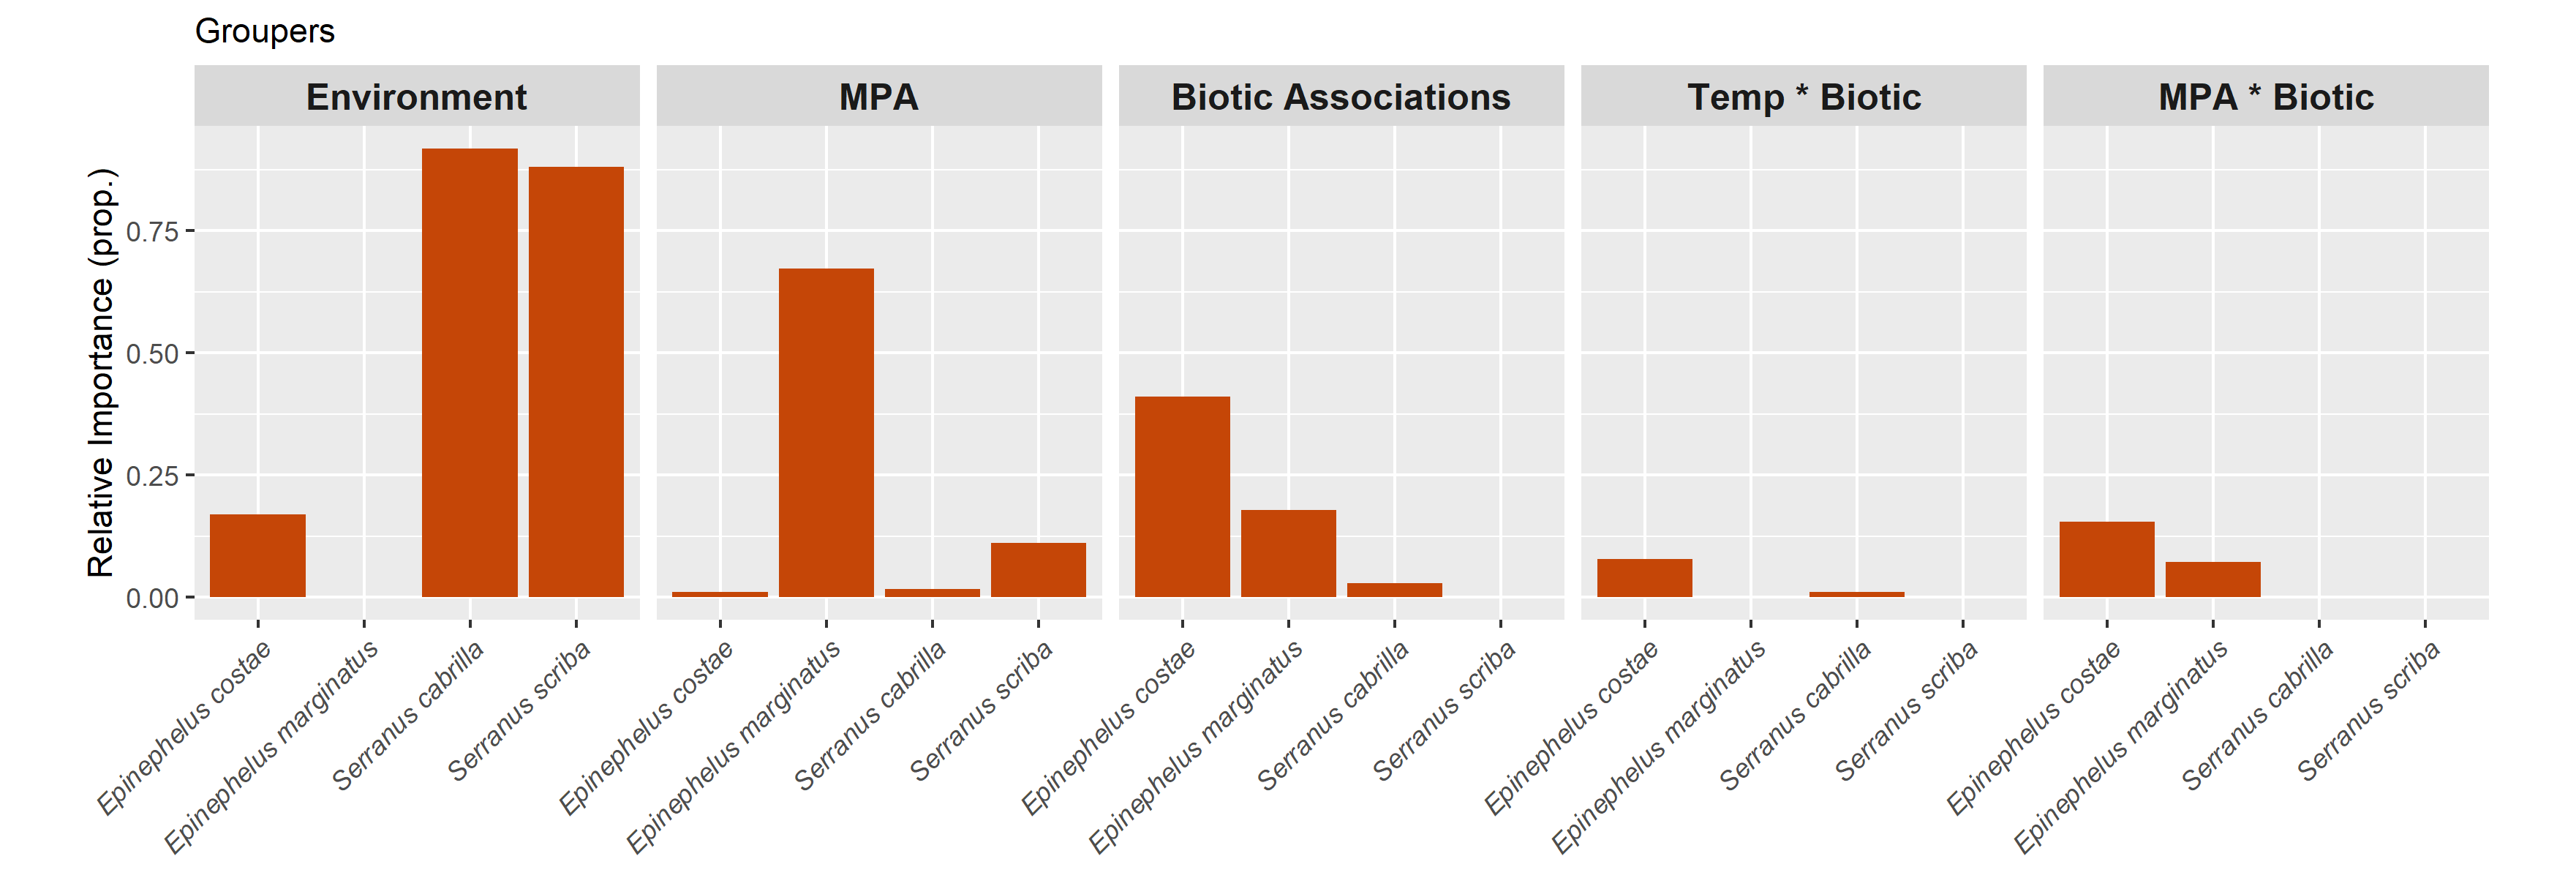 Groupers
Environment
MPA
Biotic Associations
Temp * Biotic
MPA * Biotic
Relative Importance (prop.)
0.75
0.50
0.25
0.00
Epinephelus costae
Epinephelus marginatus
Serranus cabrilla
Serranus scriba
Epinephelus costae
Epinephelus marginatus
Serranus cabrilla
Serranus scriba
Epinephelus costae
Epinephelus marginatus
Serranus cabrilla
Serranus scriba
Epinephelus costae
Epinephelus marginatus
Serranus cabrilla
Serranus scriba
Epinephelus costae
Epinephelus marginatus
Serranus cabrilla
Serranus scriba